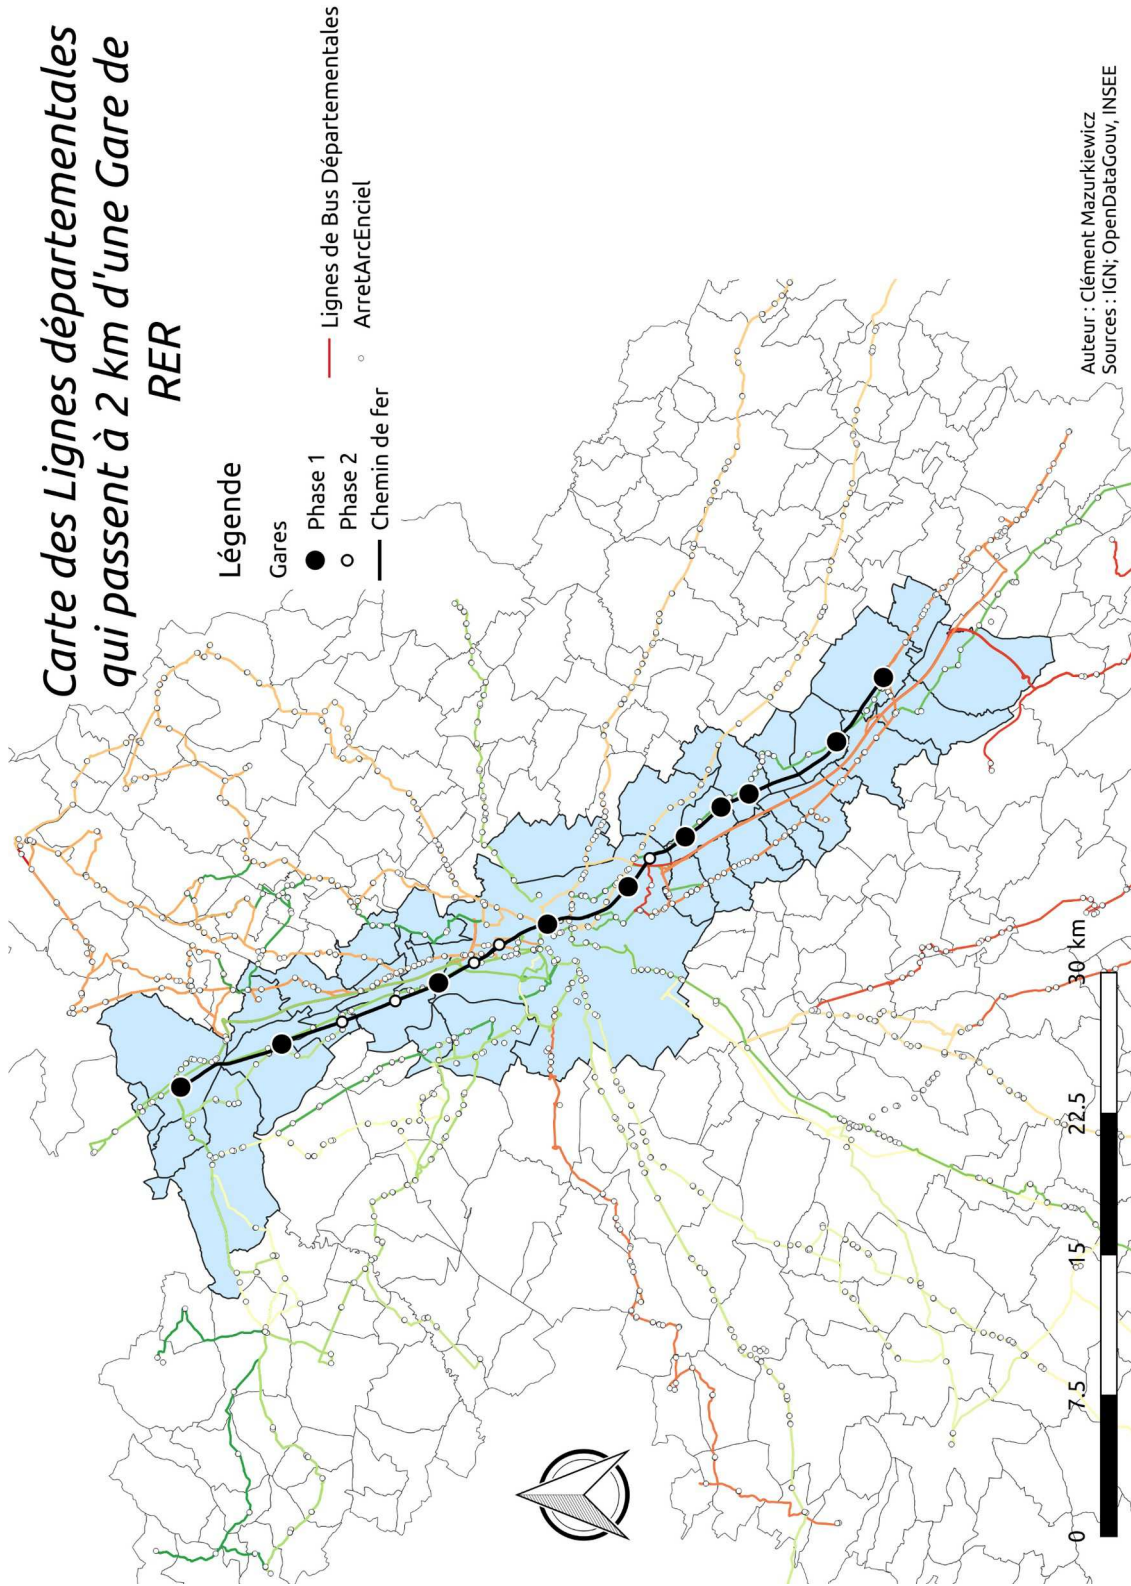 Carte des Lignes départementales
qui passent à 2 km d'une Gare de
RER
Légende
Gares
Phase 1
Phase 2
Chemin de fer
Lignes de Bus Départementales
ArretArcEnciel
0 7.5 15 22.5 30 km
Auteur : Clément Mazurkiewicz
Sources : IGN; OpenDataGouv, INSEE